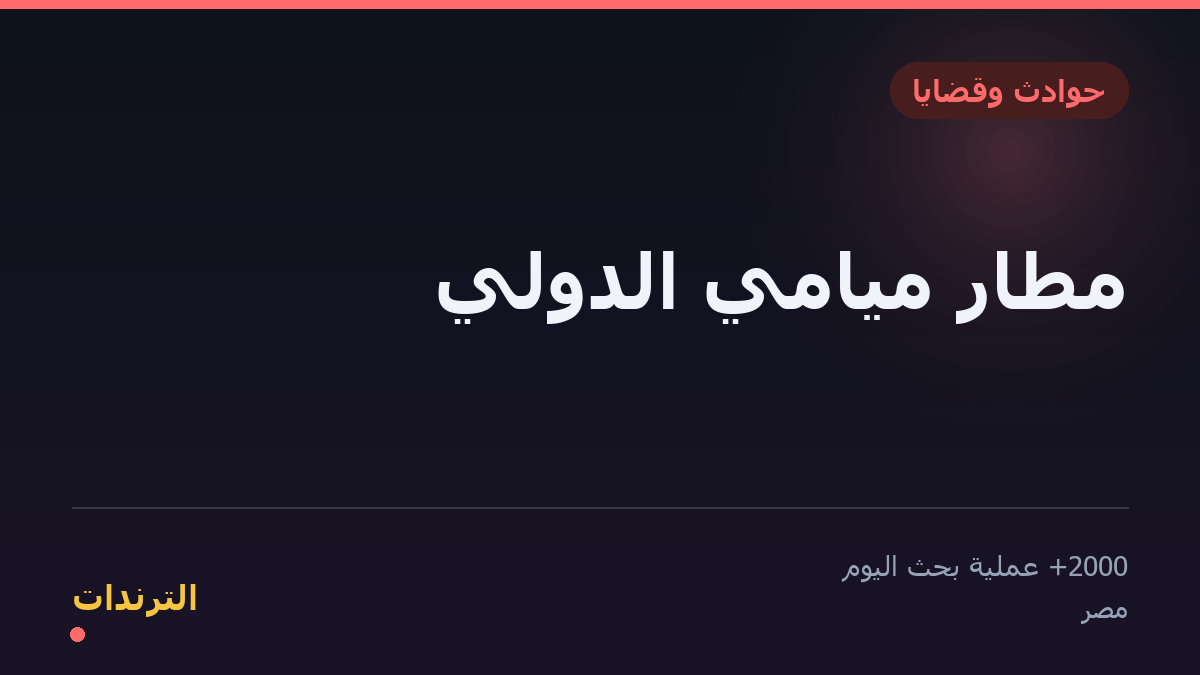 حوادث وقضايا
مطار ميامي الدولي
2000+ عملية بحث اليوم
مصر
الترندات